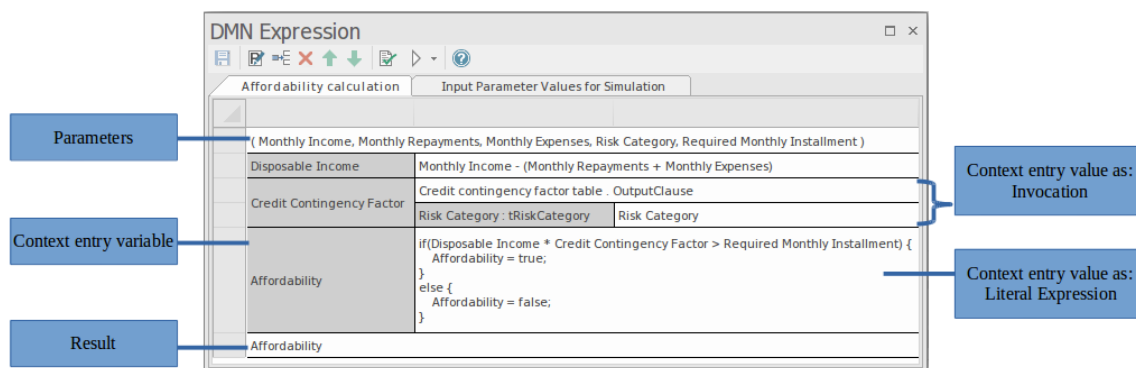 DMN Expression
Affordability calculation
Input Parameter Values for Simulation
Parameters
( Monthly Income, Monthly Repayments, Monthly Expenses, Risk Category, Required Monthly Installment )
Disposable Income
Monthly Income - (Monthly Repayments + Monthly Expenses)
Credit Contingency Factor
Credit contingency factor table . OutputClause
Risk Category : tRiskCategory
Risk Category
Context entry value as:
Invocation
Context entry variable
Affordability
if(Disposable Income * Credit Contingency Factor > Required Monthly Installment) {
Affordability = true;
}
else {
Affordability = false;
}
Context entry value as:
Literal Expression
Result
Affordability